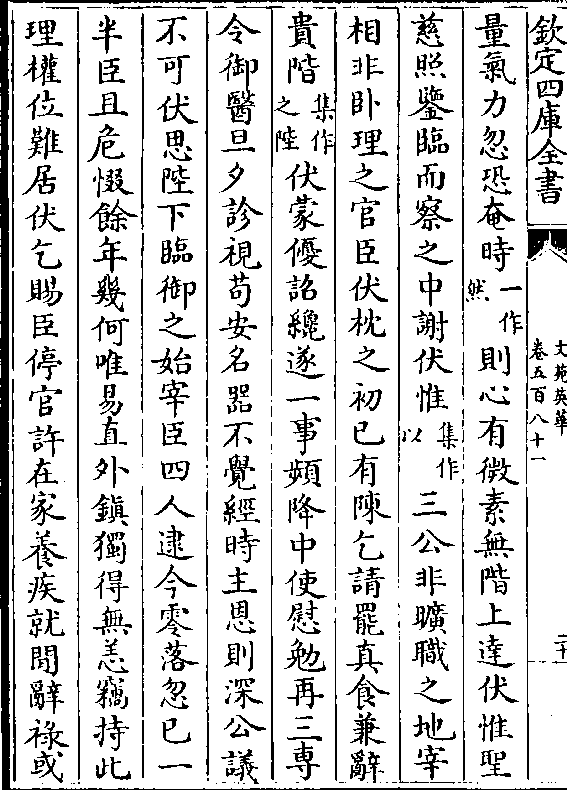 欽定四庫全書
文苑英華
卷五百八十一
二十
量氣力忽恐奄時一作然則心有微素無階上達伏惟聖
慈照鑒臨而察之中謝伏惟集作以三公非曠職之地宰
相非卧理之官臣伏枕之初已有陳乞請罷真食兼辭
貴階集作之陛伏蒙優詔纔遂一事頻降中使慰勉再三専
令御醫旦夕診視苟安名器不覺經時主恩則深公議
不可伏思陛下臨御之始宰臣四人逮今零落忽已一
半臣且危惙餘年幾何唯易直外鎮獨得無恙竊持此
理權位難居伏乞賜臣停官許在家養疾就閒辭祿或